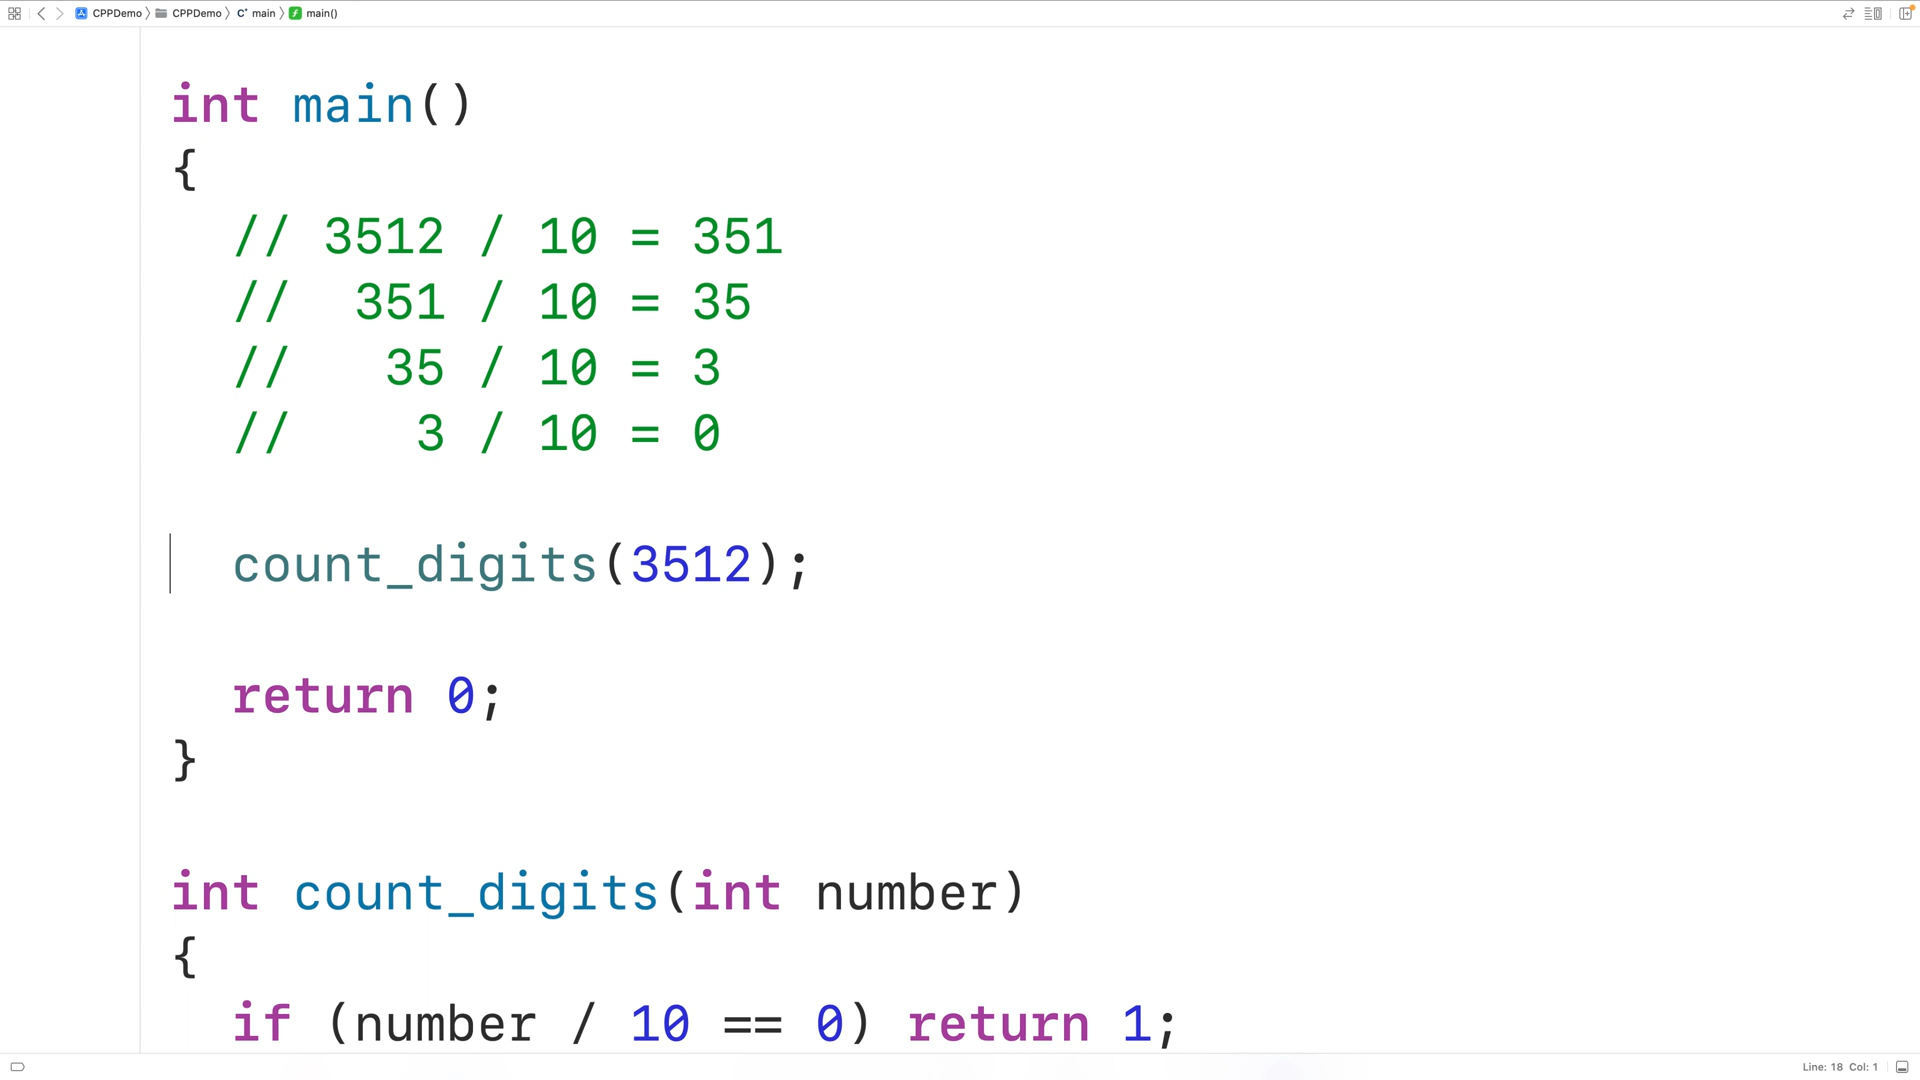 CPPDemo CPPDemo C+ main f main()
int main()
{
// 3512 / 10 = 351
// 351 / 10 = 35
// 35 / 10 = 3
// 3 / 10 = 0
count_digits(3512);
return 0;
}
int count_digits(int number)
{
if (number / 10 == 0) return 1;
Line: 18 Col: 1